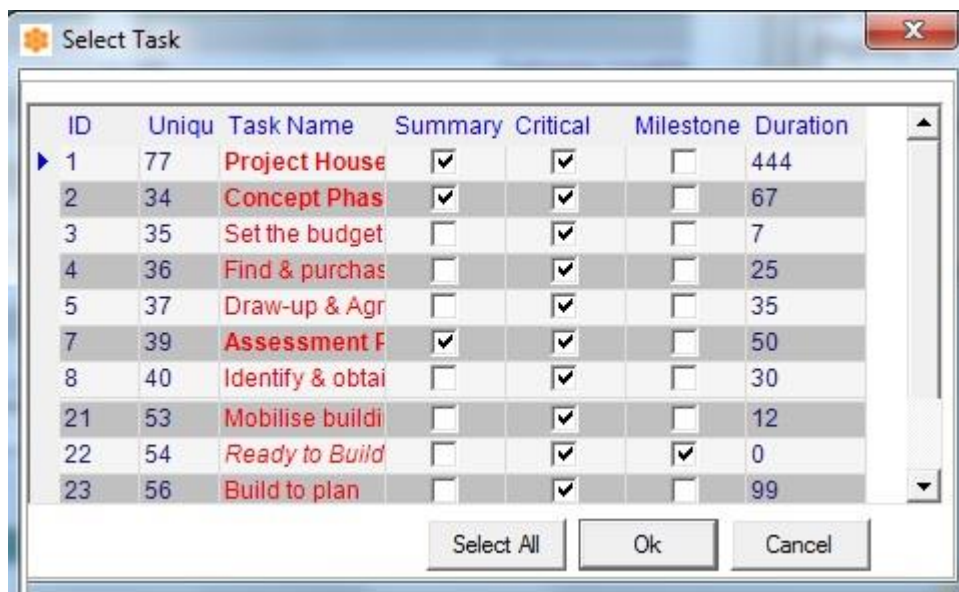 Select Task
ID Uniqu Task Name Summary Critical Milestone Duration
1 77 Project House 444
2 34 Concept Phas 67
3 35 Set the budget 7
4 36 Find & purchas 25
5 37 Draw-up & Agr 35
7 39 Assessment P 50
8 40 Identify & obtai 30
21 53 Mobilise buildi 12
22 54 Ready to Build 0
23 56 Build to plan 99
Select All Ok Cancel